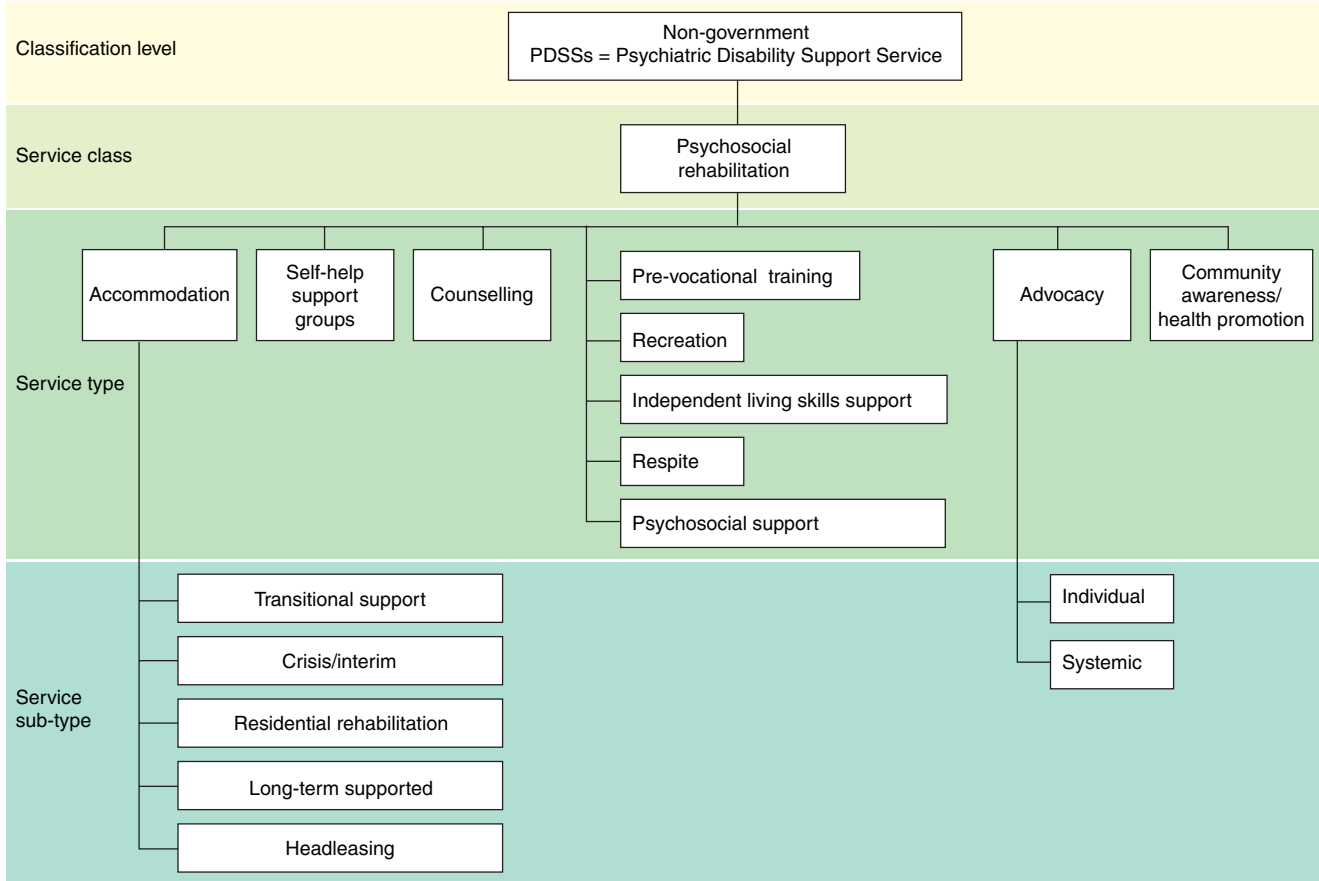 Classification level
Non-government
PDSSs = Psychiatric Disability Support Service
Service class
Psychosocial
rehabilitation
Service type
Accommodation
Self-help
support
groups
Counselling
Pre-vocational training
Recreation
Independent living skills support
Respite
Psychosocial support
Advocacy
Community
awareness/
health promotion
Service
sub-type
Transitional support
Crisis/interim
Residential rehabilitation
Long-term supported
Headleasing
Individual
Systemic